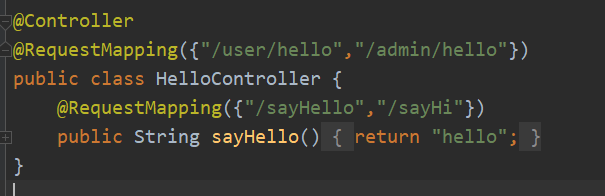 @Controller
@RequestMapping({"/user/hello","/admin/hello"})
public class HelloController {
@RequestMapping({"/sayHello","/sayHi"})
public String sayHello() { return "hello"; }
}